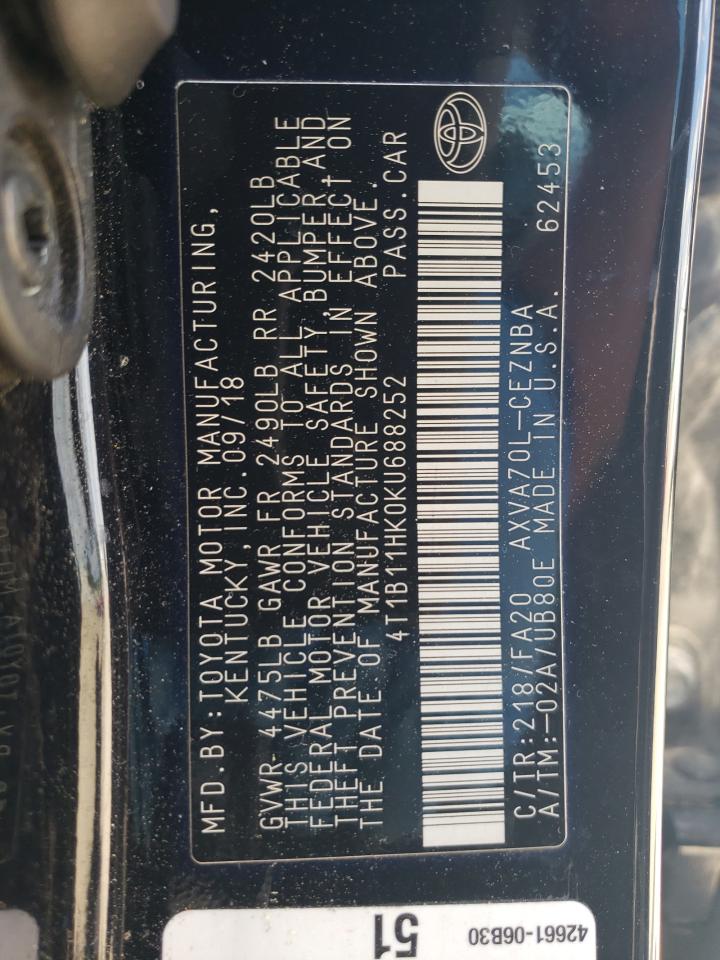 MFD.BY:TOYOTA MOTOR MANUFACTURING,
KENTUCKY, INC.09/18
GVWR 4475LB GAWR FR 2490LB RR 2420LB
THIS VEHICLE CONFORMS TO ALL APPLICABLE
FEDERAL MOTOR VEHICLE SAFETY, BUMPER AND
THEFT PREVENTION STANDARDS IN EFFECT ON
THE DATE OF MANUFACTURE SHOWN ABOVE.
4T1B11HK0KU688252 PASS.CAR
C/TR:218/FA20 AXVA70L-CEZNBA
A/TM:-02A/UB80E MADE IN U.S.A. 62453
42661-06B30
51